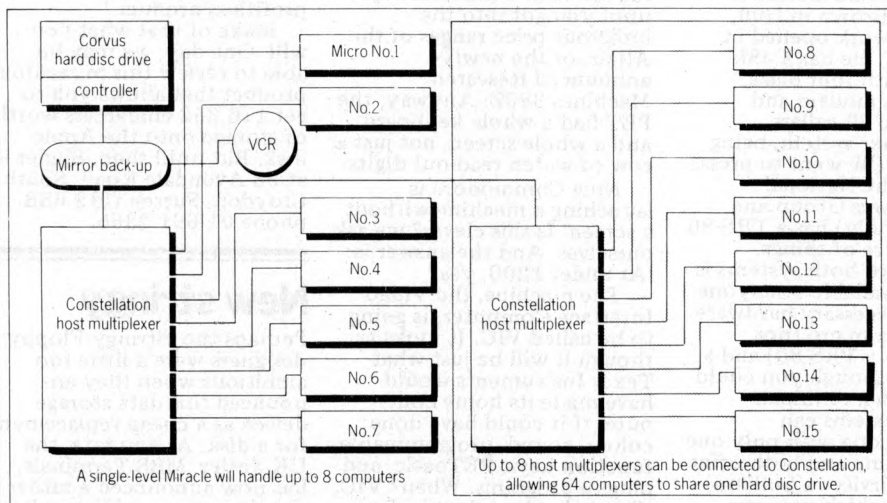 Corvus
hard disc drive
controller
Mirror back-up
VCR
Constellation
host multiplexer
Micro No.1
No.2
No.3
No.4
No.5
No.6
No.7
A single-level Miracle will handle up to 8 computers
Constellation
host multiplexer
No.8
No.9
No.10
No.11
No.12
No.13
No.14
No.15
Up to 8 host multiplexers can be connected to Constellation,
allowing 64 computers to share one hard disc drive.